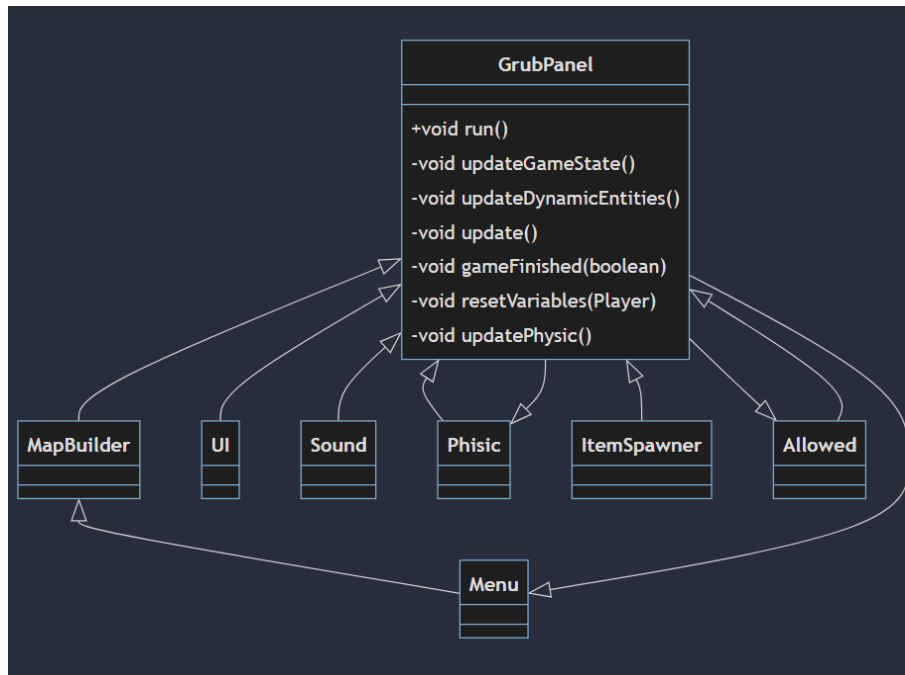 GrubPanel
+void run()
-void updateGameState()
-void updateDynamicEntities()
-void update()
-void gameFinished(boolean)
-void resetVariables(Player)
-void updatePhysic()
MapBuilder
UI
Sound
Phisic
ItemSpawner
Allowed
Menu